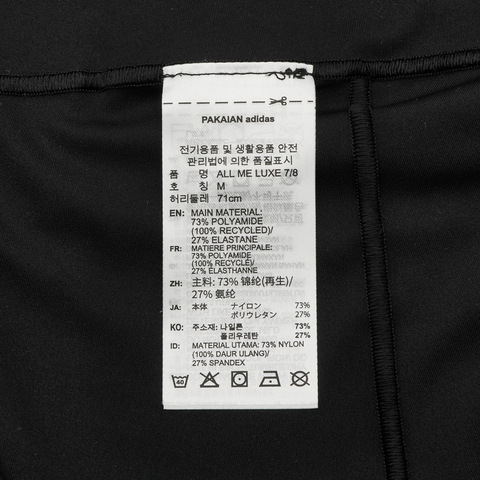 PAKAIAN adidas
전기용품 및 생활용품 안전
관리법에 의한 품질표시
품 명 ALL ME LUXE 7/8
호 칭 M
허리둘레 71cm
EN: MAIN MATERIAL:
73% POLYAMIDE
(100% RECYCLED)/
27% ELASTANE
FR: MATIERE PRINCIPALE:
73% POLYAMIDE
(100% RECYCLÉ)/
27% ELASTHANNE
ZH: 主料: 73% 锦纶(再生)/
27% 氨纶
JA: 本体 ナイロン 73%
ポリウレタン 27%
KO: 주소재: 나일론 73%
폴리우레탄 27%
ID: MATERIAL UTAMA: 73% NYLON
(100% DAUR ULANG)/
27% SPANDEX
40